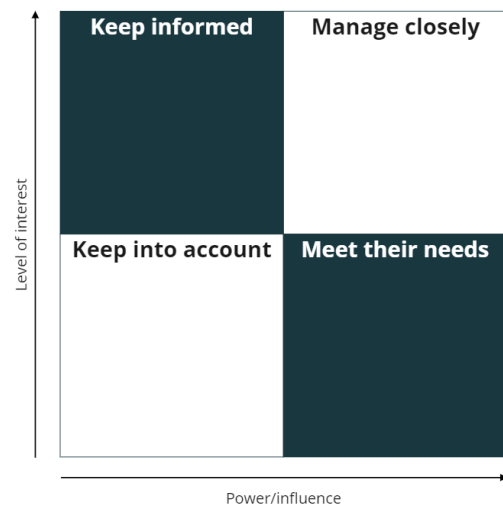 Keep informed
Manage closely
Level of interest
Keep into account
Meet their needs
Power/influence